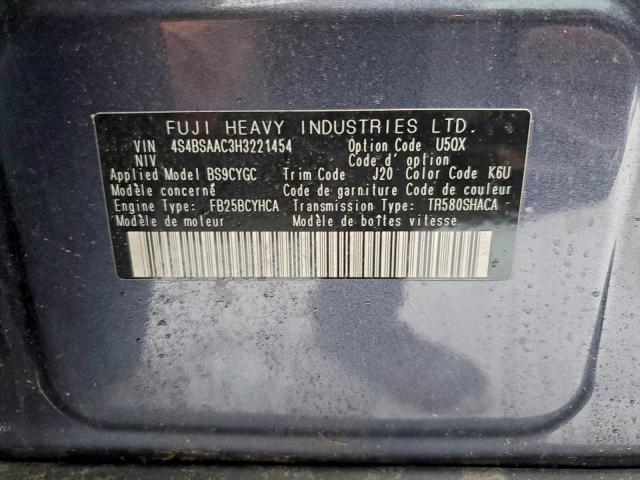 FUJI HEAVY INDUSTRIES LTD.
VIN 4S4BSAAC3H3221454 Option Code U5OX
NIV Code d' option
Applied Model BS9CYGC Trim Code J20 Color Code K6U
Modèle concerné Code de garniture Code de couleur
Engine Type: FB25BCYHCA Transmission Type: TR580SHACA
Modèle de moteur Modèle de boîtes vitesse